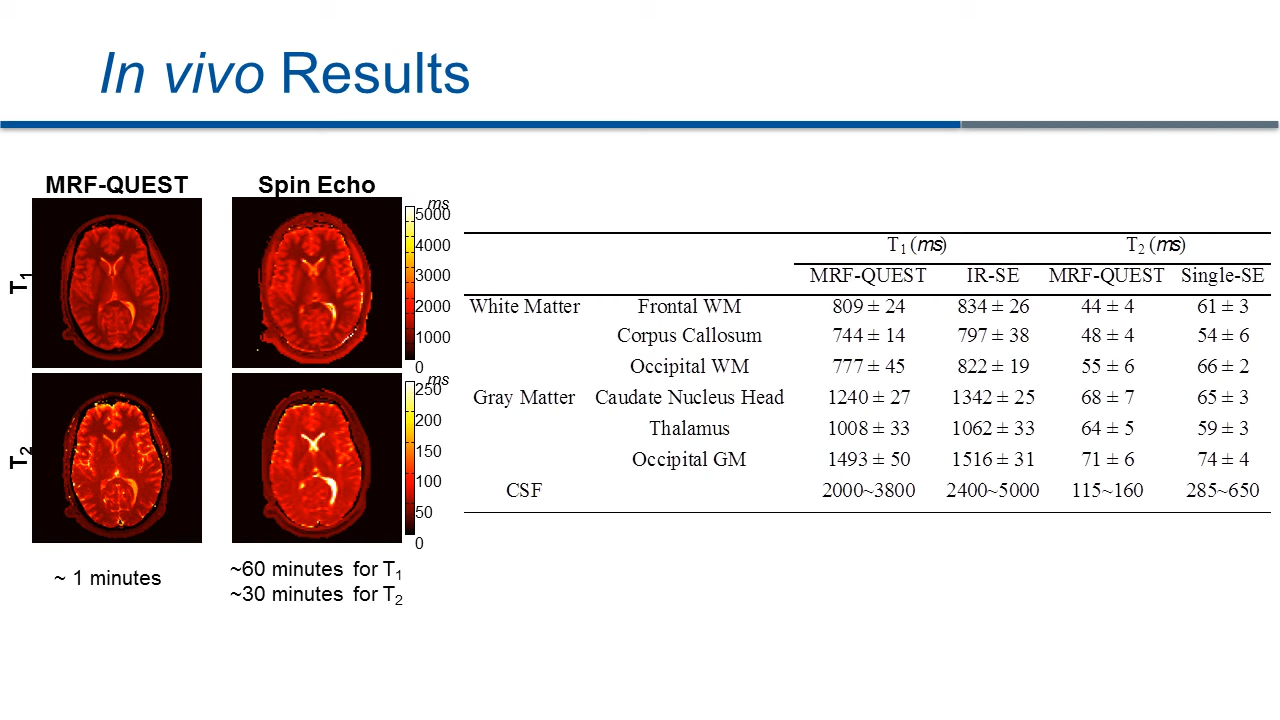 In vivo Results
MRF-QUEST
Spin Echo
T1
ms
5000
4000
3000
2000
1000
0
T2
ms
250
200
150
100
50
0
~ 1 minutes
~60 minutes for T1
~30 minutes for T2
T1 (ms) T2 (ms)
MRF-QUEST IR-SE MRF-QUEST Single-SE
White Matter Frontal WM 809 ± 24 834 ± 26 44 ± 4 61 ± 3
Corpus Callosum 744 ± 14 797 ± 38 48 ± 4 54 ± 6
Occipital WM 777 ± 45 822 ± 19 55 ± 6 66 ± 2
Gray Matter Caudate Nucleus Head 1240 ± 27 1342 ± 25 68 ± 7 65 ± 3
Thalamus 1008 ± 33 1062 ± 33 64 ± 5 59 ± 3
Occipital GM 1493 ± 50 1516 ± 31 71 ± 6 74 ± 4
CSF 2000~3800 2400~5000 115~160 285~650